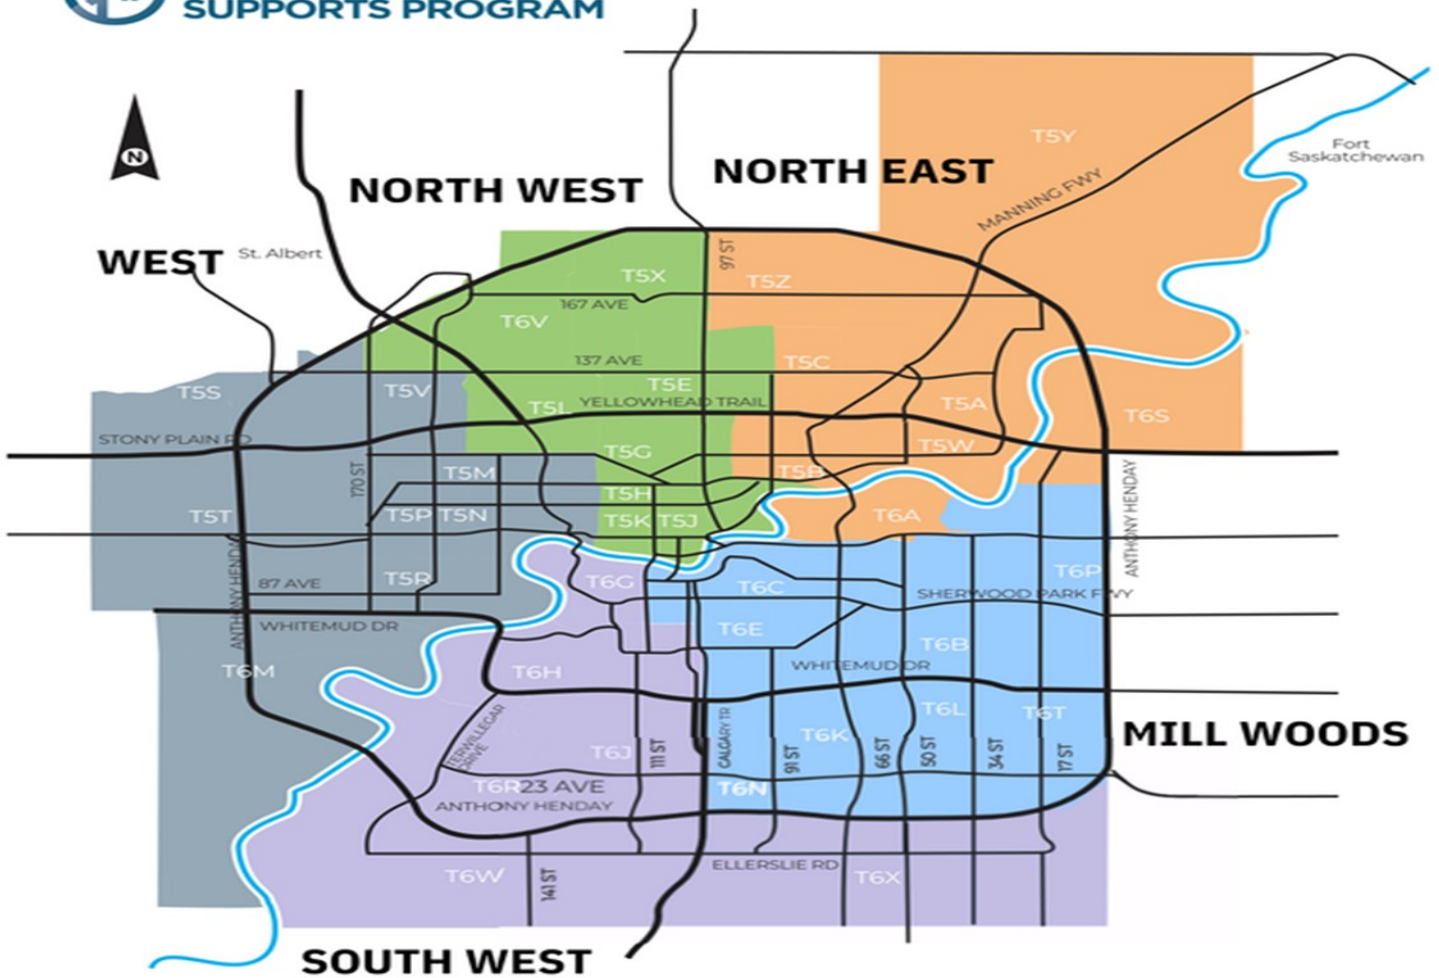 SUPPORTS PROGRAM
N
T5Y
Fort
Saskatchewan
NORTH EAST
NORTH WEST
MANNING FWY
WEST
St. Albert
97 ST
T5X
T5Z
167 AVE
T6V
137 AVE
T5C
T5S
T5V
T5E
T5L
YELLOWHEAD TRAIL
T5A
T6S
STONY PLAIN RD
T5G
T5W
170 ST
T5M
T5B
ANTHONY HENDAY
T5H
T5T
T5P
T5N
T5K
T5J
T6A
ANTHONY HENDAY
87 AVE
T5R
T6G
T6C
T6P
SHERWOOD PARK FWY
WHITEMUD DR
T6E
T6B
T6M
T6H
WHITEMUD DR
TERWILLEGAR
DRIVE
T6J
111 ST
CALGARY TR
91 ST
T6K
66 ST
T6L
50 ST
34 ST
T6T
17 ST
MILL WOODS
T6R
23 AVE
T6N
ANTHONY HENDAY
ELLERSLIE RD
T6W
141 ST
T6X
SOUTH WEST